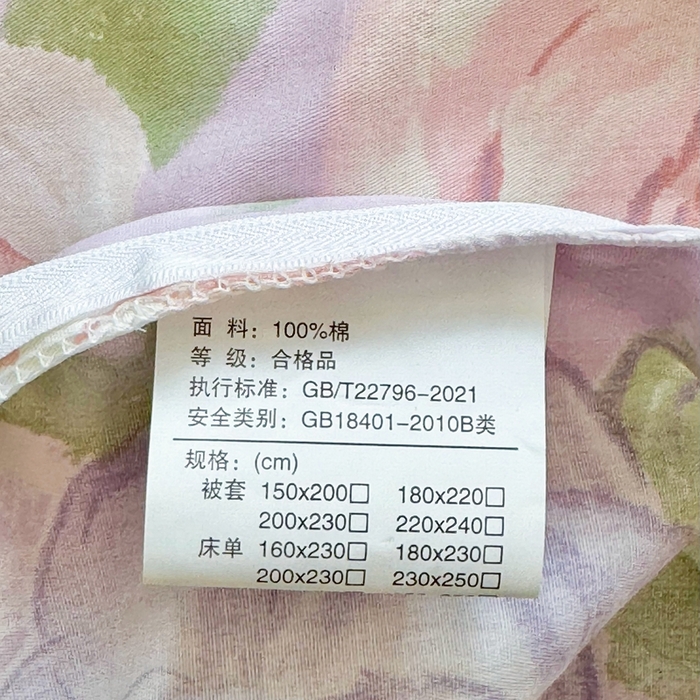 面 料: 100%棉
等 级: 合格品
执行标准: GB/T22796-2021
安全类别: GB18401-2010B类
规格: (cm)
被套 150x200□ 180x220□
200x230□ 220x240□
床单 160x230□ 180x230□
200x230□ 230x250□